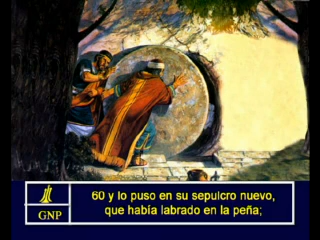 60 y lo puso en su sepulcro nuevo,
que había labrado en la peña;
GNP